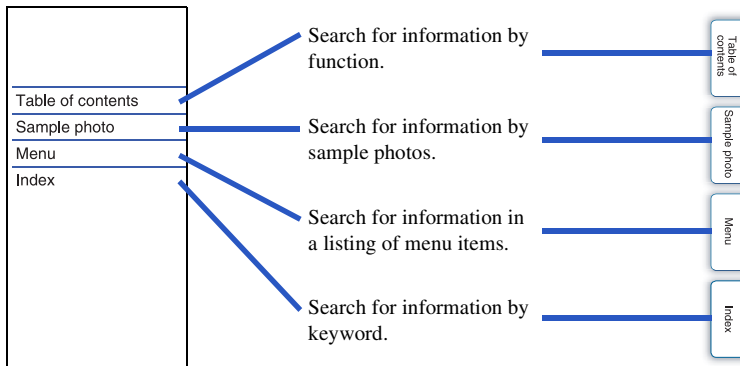 Table of contents
Sample photo
Menu
Index
Search for information by
function.
Search for information by
sample photos.
Search for information in
a listing of menu items.
Search for information by
keyword.
Table of
contents
Sample photo
Menu
Index